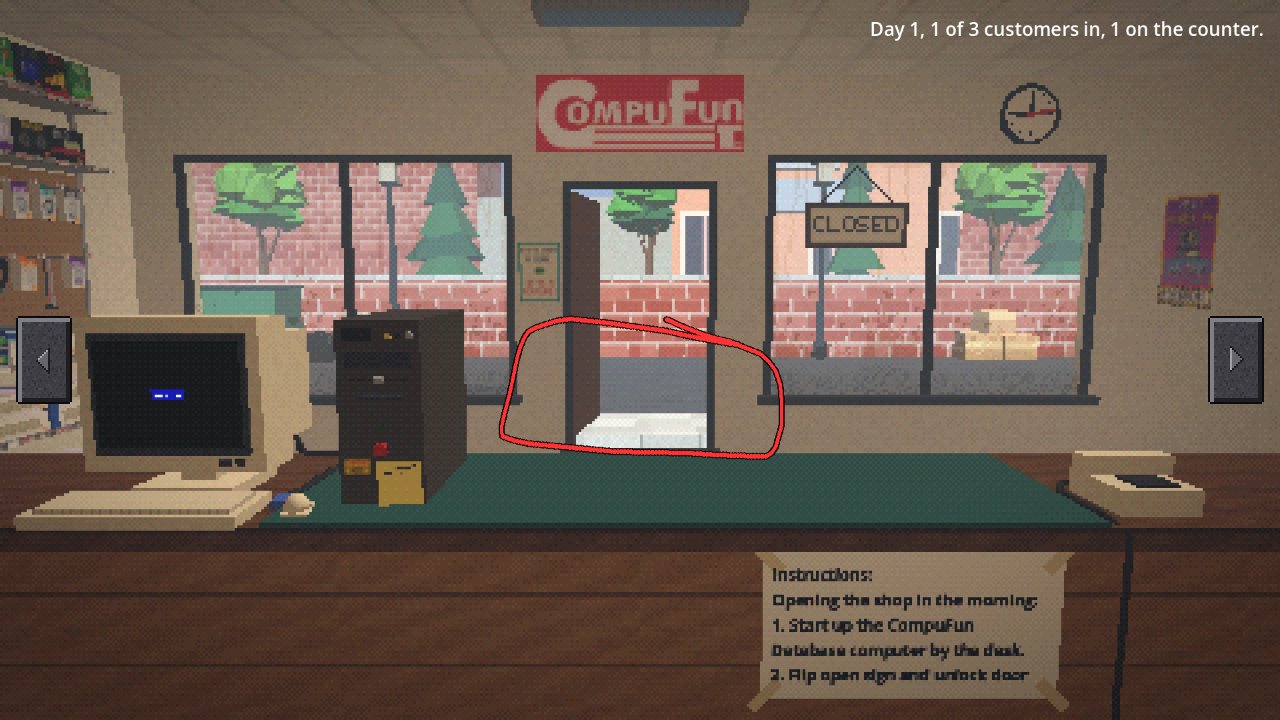 Day 1, 1 of 3 customers in, 1 on the counter.
COMPUFUN
CLOSED
Instructions:
Opening the shop in the morning:
1. Start up the CompuFun
Database computer by the desk.
2. Flip open sign and unlock door